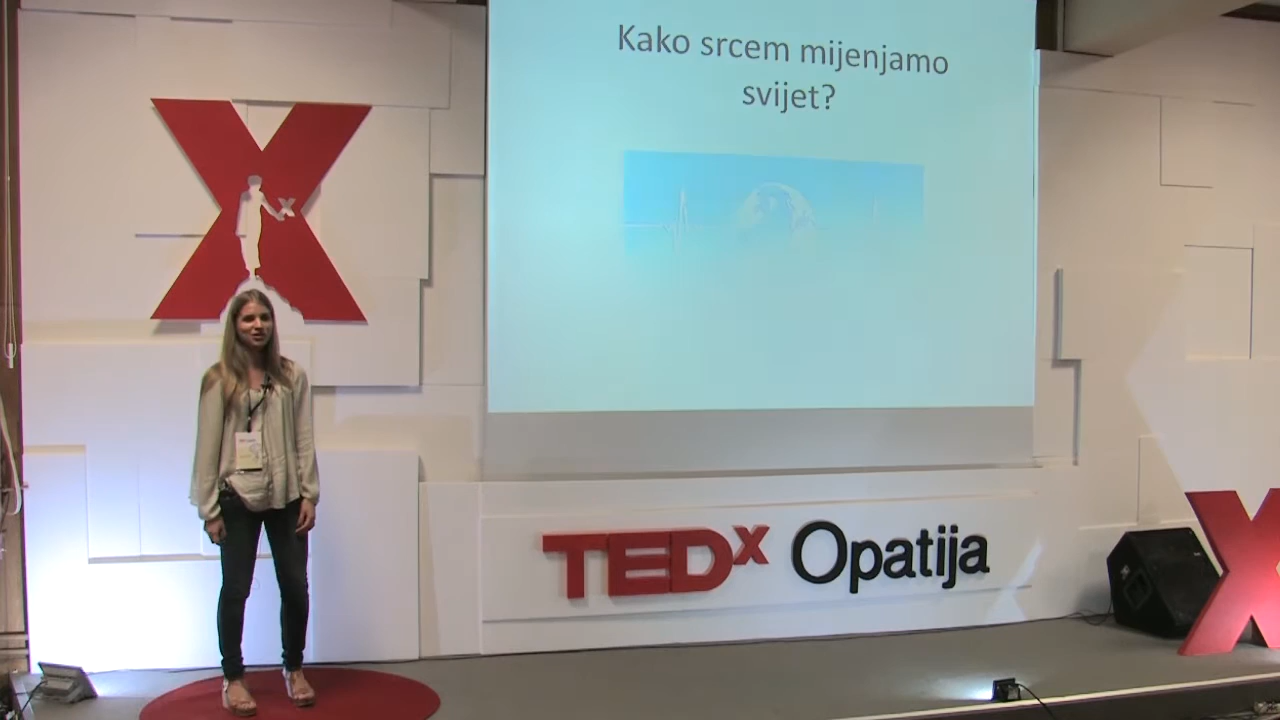 Kako srcem mijenjamo
svijet?
X
x
TEDx Opatija
X